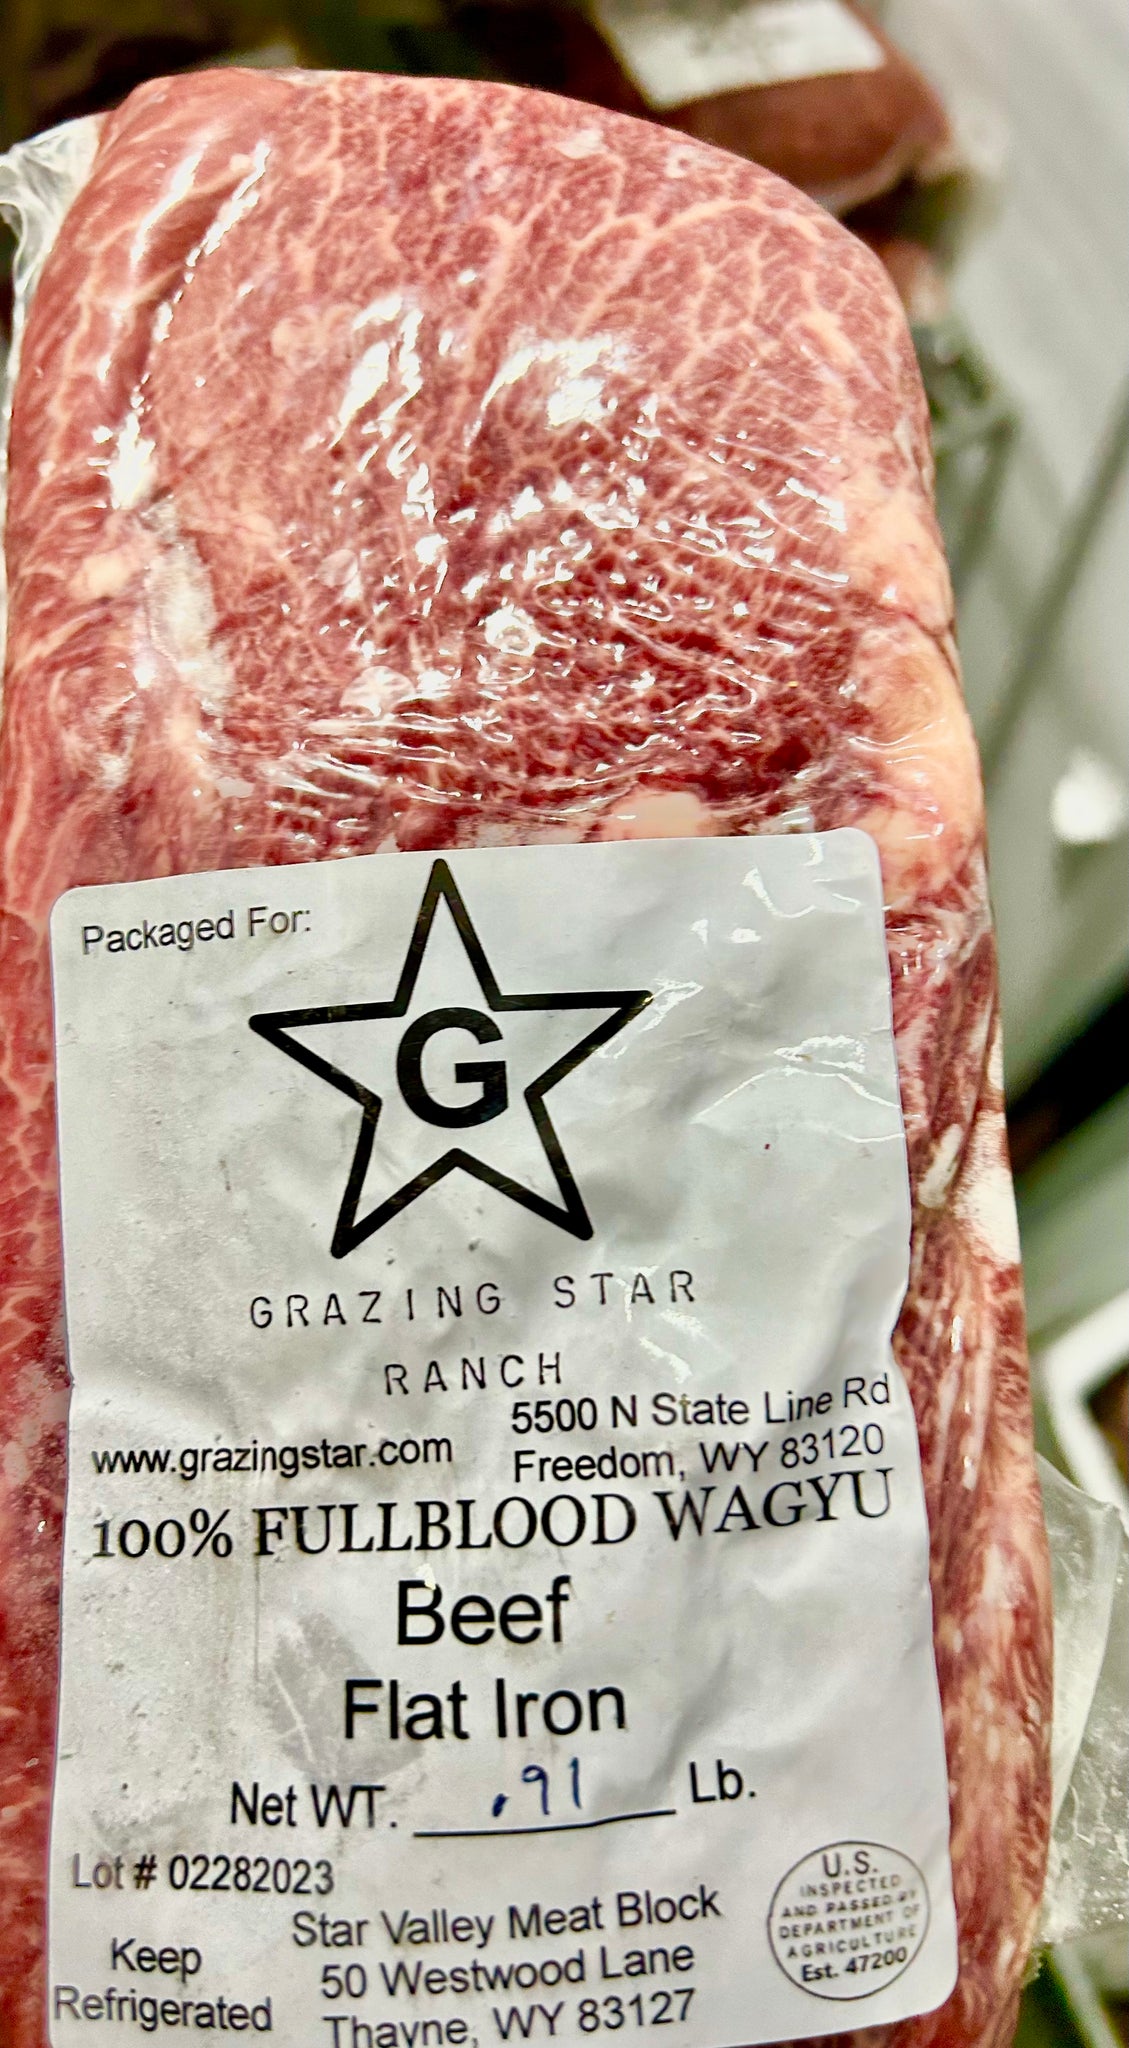 Packaged For:
G
GRAZING STAR
RANCH
5500 N State Line Rd
www.grazingstar.com
Freedom, WY 83120
100% FULLBLOOD WAGYU
Beef
Flat Iron
Net WT. .91 Lb.
Lot # 02282023
Star Valley Meat Block
Keep
50 Westwood Lane
Refrigerated
Thayne, WY 83127
U.S.
INSPECTED
AND PASSED BY
DEPARTMENT OF
AGRICULTURE
Est. 47200